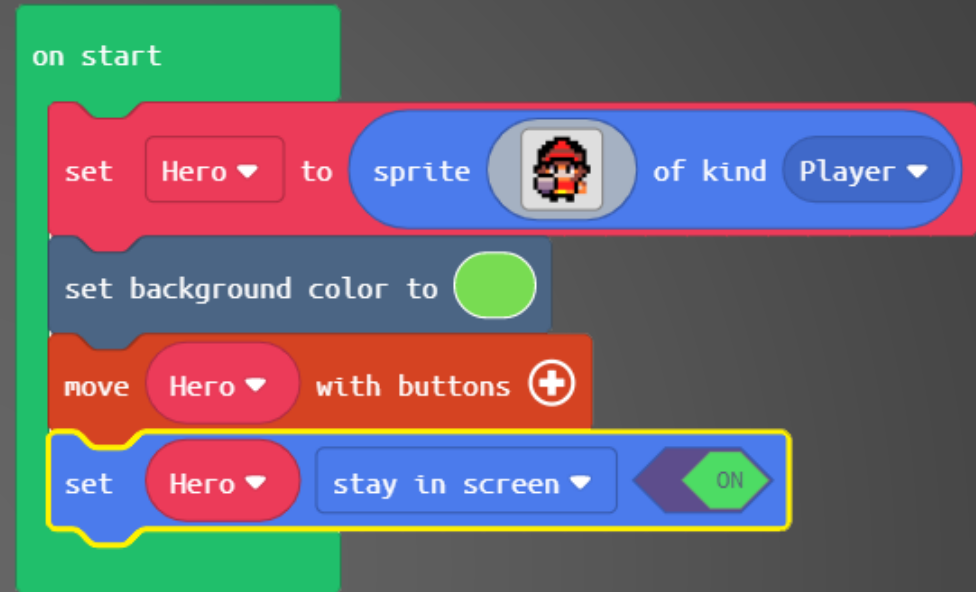 on start
set Hero to sprite of kind Player
set background color to
move Hero with buttons
set Hero stay in screen ON